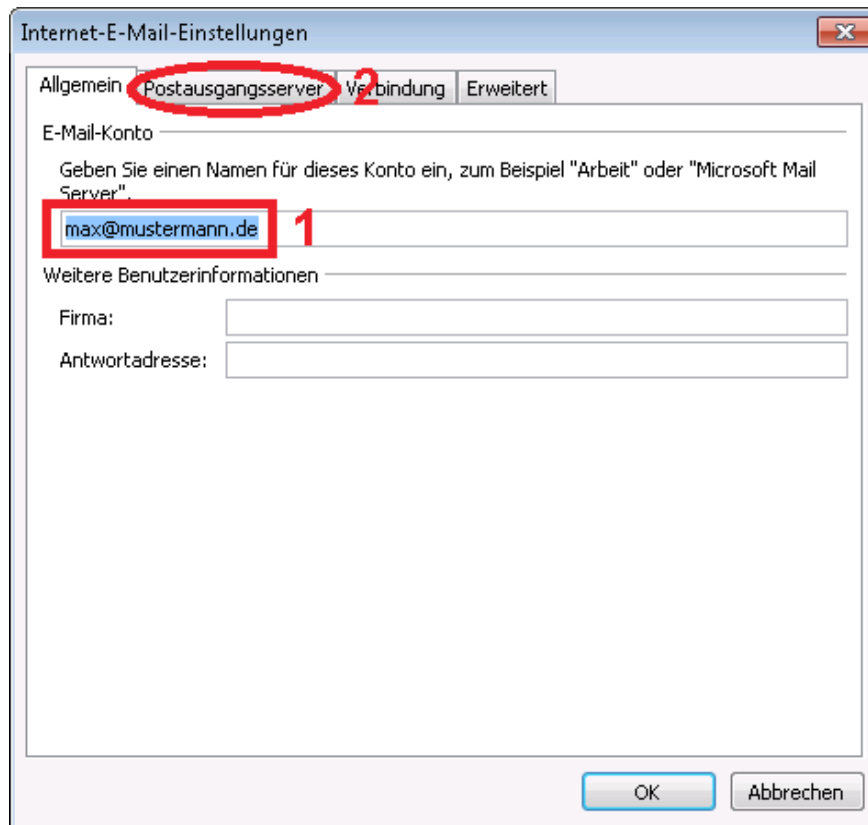 Internet-E-Mail-Einstellungen
Allgemein Postausgangsserver Verbindung Erweitert
2
E-Mail-Konto
Geben Sie einen Namen für dieses Konto ein, zum Beispiel "Arbeit" oder "Microsoft Mail
Server".
max@mustermann.de 1
Weitere Benutzerinformationen
Firma:
Antwortadresse:
OK Abbrechen